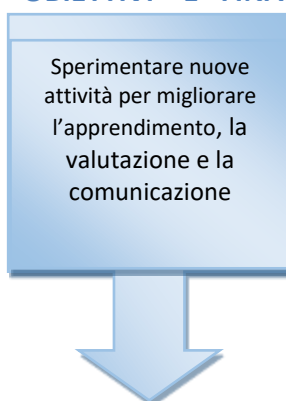 Sperimentare nuove
attività per migliorare
l'apprendimento, la
valutazione e la
comunicazione